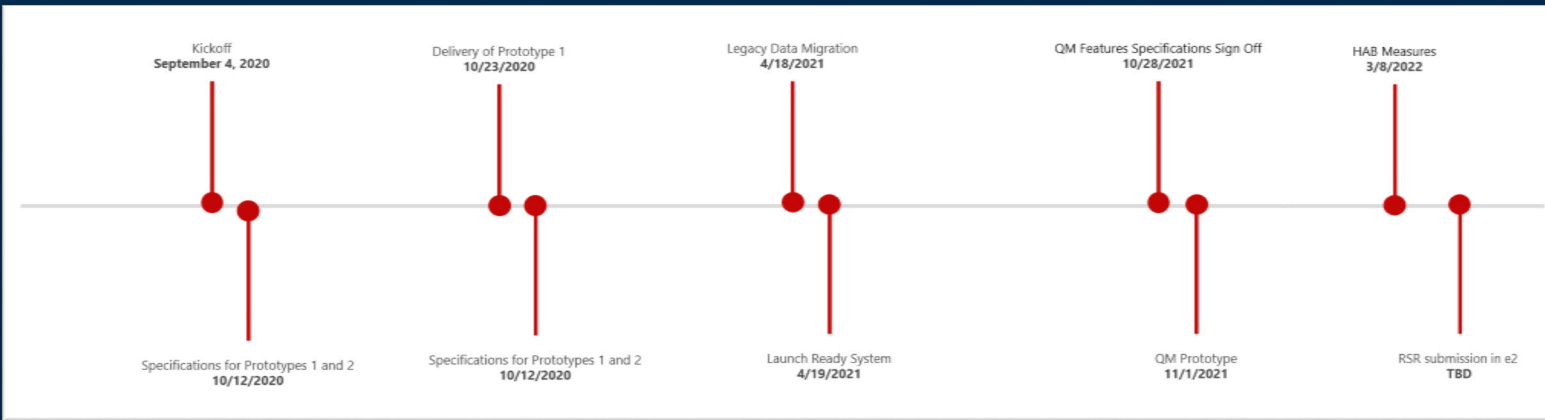 Kickoff
September 4, 2020
Delivery of Prototype 1
10/23/2020
Legacy Data Migration
4/18/2021
QM Features Specifications Sign Off
10/28/2021
HAB Measures
3/8/2022
Specifications for Prototypes 1 and 2
10/12/2020
Specifications for Prototypes 1 and 2
10/12/2020
Launch Ready System
4/19/2021
QM Prototype
11/1/2021
RSR submission in e2
TBD